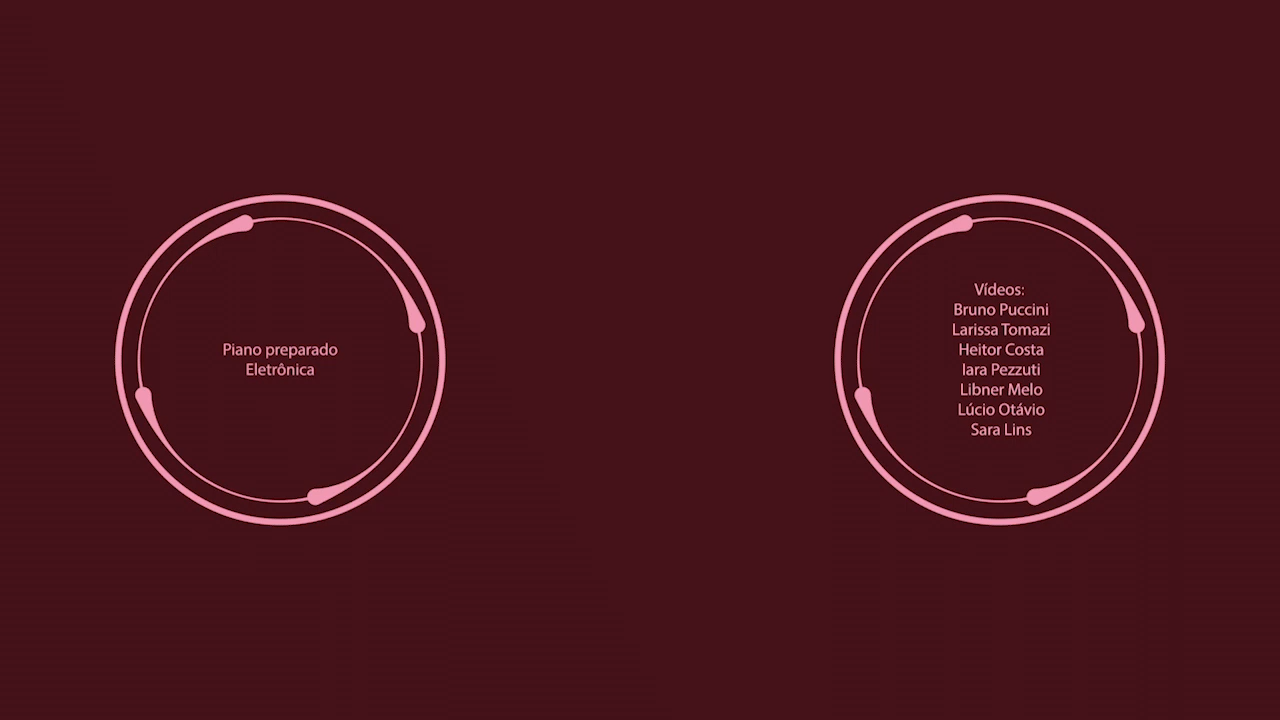 Piano preparado
Eletrônica
Vídeos:
Bruno Puccini
Larissa Tomazi
Heitor Costa
Iara Pezzuti
Libner Melo
Lúcio Otávio
Sara Lins